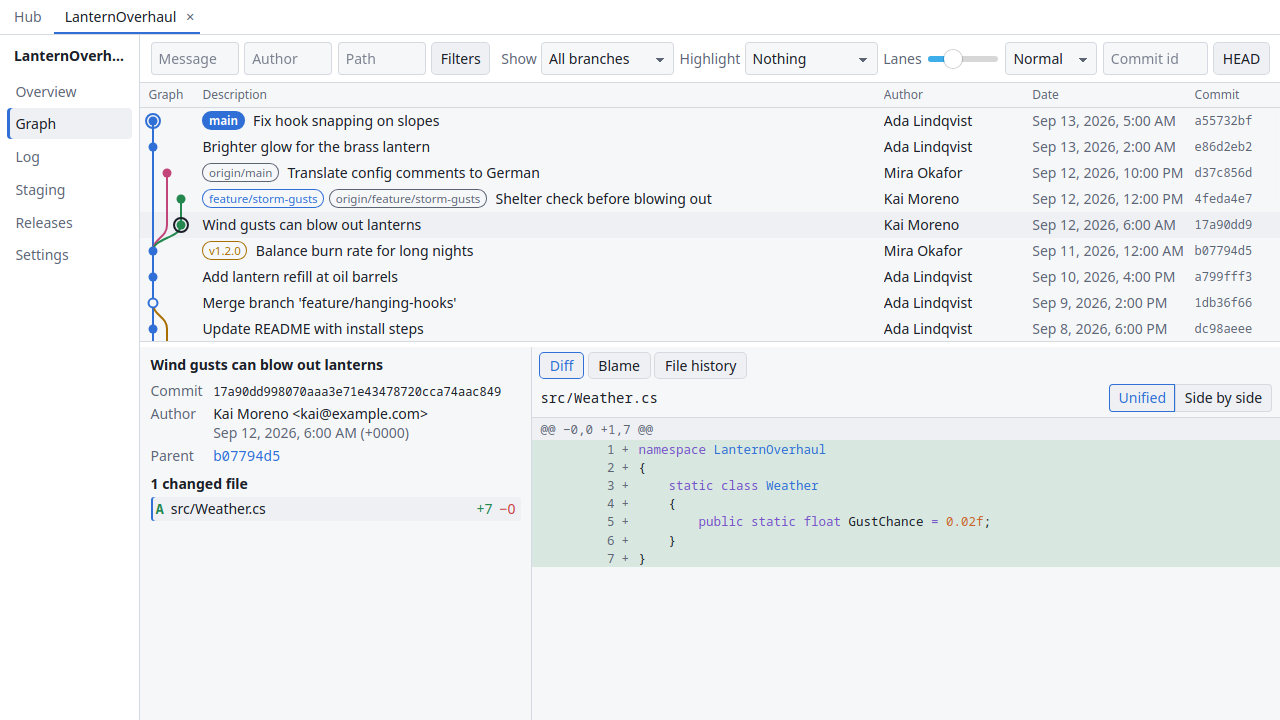 Hub LanternOverhaul ×
LanternOverh...
Overview
Graph
Log
Staging
Releases
Settings
Message Author Path Filters Show All branches Highlight Nothing Lanes Normal Commit id HEAD
Graph Description Author Date Commit
main Fix hook snapping on slopes Ada Lindqvist Sep 13, 2026, 5:00 AM a55732bf
Brighter glow for the brass lantern Ada Lindqvist Sep 13, 2026, 2:00 AM e86d2eb2
origin/main Translate config comments to German Mira Okafor Sep 12, 2026, 10:00 PM d37c856d
feature/storm-gusts origin/feature/storm-gusts Shelter check before blowing out Kai Moreno Sep 12, 2026, 12:00 PM 4feda4e7
Wind gusts can blow out lanterns Kai Moreno Sep 12, 2026, 6:00 AM 17a90dd9
v1.2.0 Balance burn rate for long nights Mira Okafor Sep 11, 2026, 12:00 AM b07794d5
Add lantern refill at oil barrels Ada Lindqvist Sep 10, 2026, 4:00 PM a799fff3
Merge branch 'feature/hanging-hooks' Ada Lindqvist Sep 9, 2026, 2:00 PM 1db36f66
Update README with install steps Ada Lindqvist Sep 8, 2026, 6:00 PM dc98aeee
Wind gusts can blow out lanterns
Commit 17a90dd998070aaa3e71e43478720cca74aac849
Author Kai Moreno <kai@example.com>
Sep 12, 2026, 6:00 AM (+0000)
Parent b07794d5
1 changed file
A src/Weather.cs +7 −0
Diff Blame File history
src/Weather.cs Unified Side by side
@@ −0,0 +1,7 @@
1 + namespace LanternOverhaul
2 + {
3 + static class Weather
4 + {
5 + public static float GustChance = 0.02f;
6 + }
7 + }